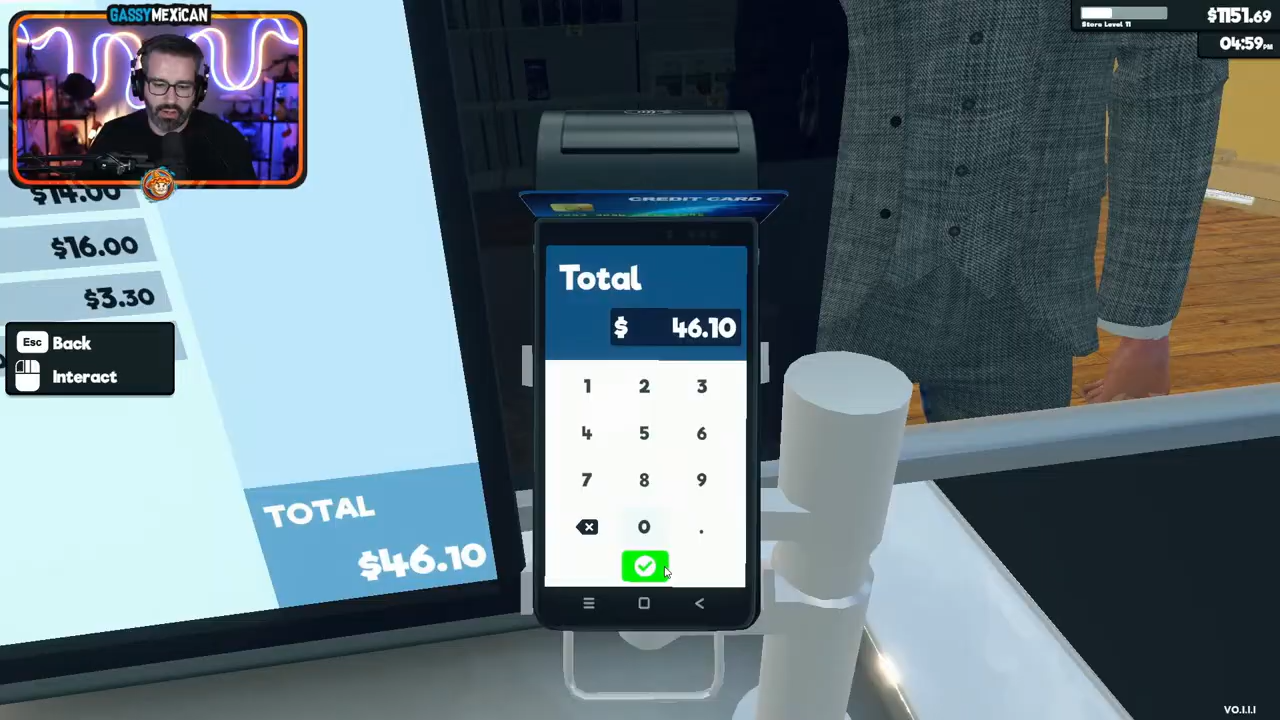 GASSYMEXICAN
$1151.69
Store Level 11
04:59PM
$14.00
$16.00
$3.30
Esc Back
Interact
TOTAL
$46.10
CREDIT CARD
Total
$ 46.10
1 2 3
4 5 6
7 8 9
0 .
V0.1.1.1